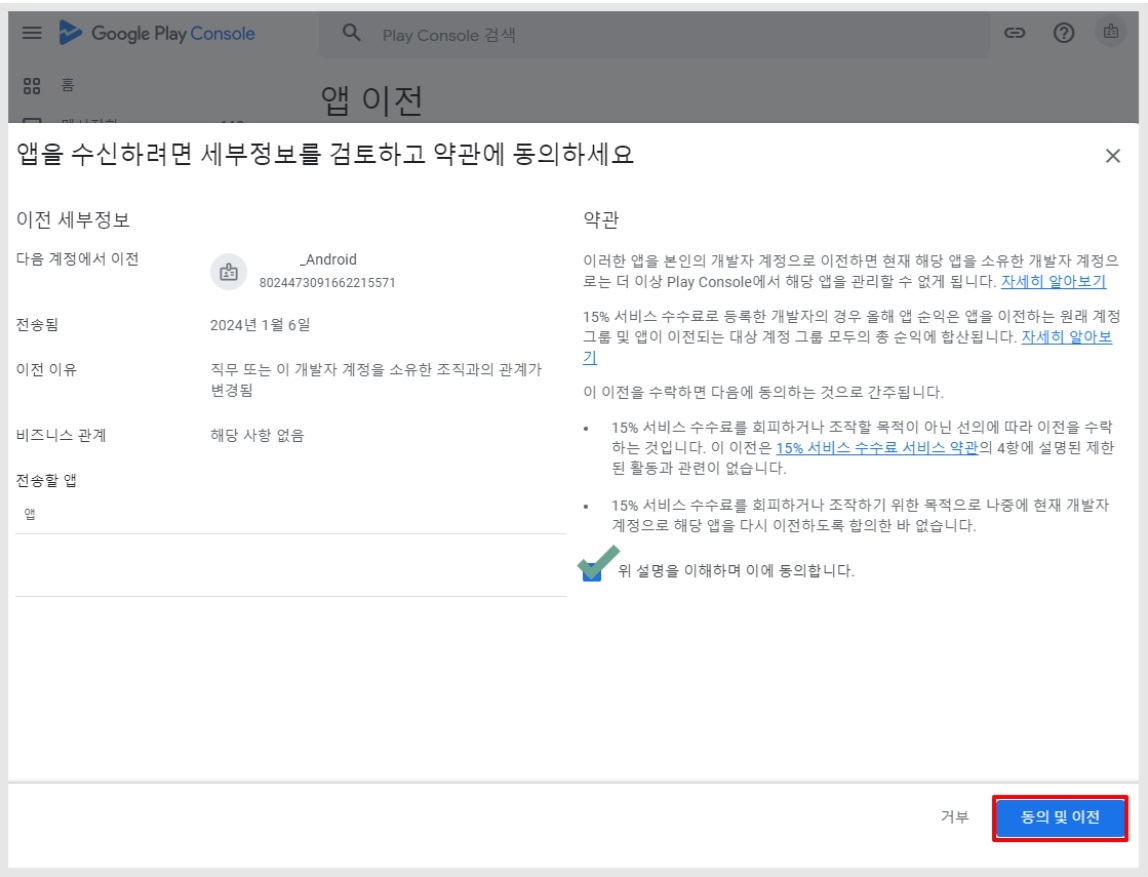 Google Play Console
Play Console 검색
홈
앱 이전
앱을 수신하려면 세부정보를 검토하고 약관에 동의하세요
이전 세부정보
다음 계정에서 이전
_Android
8024473091662215571
전송됨
2024년 1월 6일
이전 이유
직무 또는 이 개발자 계정을 소유한 조직과의 관계가
변경됨
비즈니스 관계
해당 사항 없음
전송할 앱
앱
약관
이러한 앱을 본인의 개발자 계정으로 이전하면 현재 해당 앱을 소유한 개발자 계정으
로는 더 이상 Play Console에서 해당 앱을 관리할 수 없게 됩니다. 자세히 알아보기
15% 서비스 수수료로 등록한 개발자의 경우 올해 앱 순익은 앱을 이전하는 원래 계정
그룹 및 앱이 이전되는 대상 계정 그룹 모두의 총 순익에 합산됩니다. 자세히 알아보
기
이 이전을 수락하면 다음에 동의하는 것으로 간주됩니다.
• 15% 서비스 수수료를 회피하거나 조작할 목적이 아닌 선의에 따라 이전을 수락
하는 것입니다. 이 이전은 15% 서비스 수수료 서비스 약관의 4항에 설명된 제한
된 활동과 관련이 없습니다.
• 15% 서비스 수수료를 회피하거나 조작하기 위한 목적으로 나중에 현재 개발자
계정으로 해당 앱을 다시 이전하도록 합의한 바 없습니다.
위 설명을 이해하며 이에 동의합니다.
거부
동의 및 이전